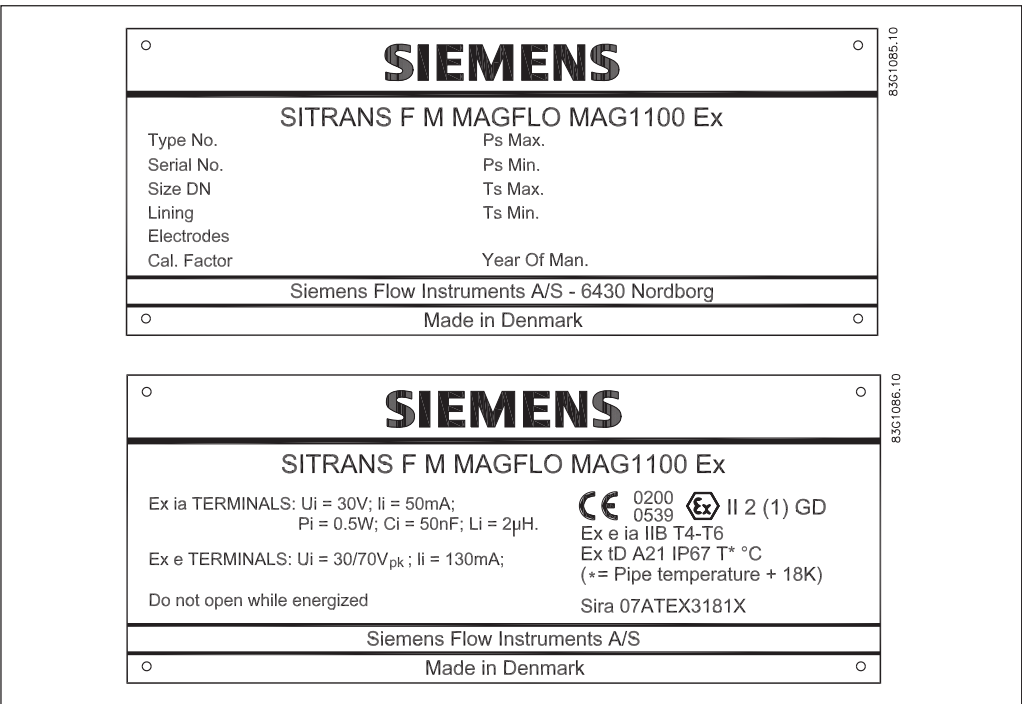 SIEMENS
83G1085.10
SITRANS F M MAGFLO MAG1100 Ex
Type No. Ps Max.
Serial No. Ps Min.
Size DN Ts Max.
Lining Ts Min.
Electrodes
Cal. Factor Year Of Man.
Siemens Flow Instruments A/S - 6430 Nordborg
Made in Denmark
SIEMENS
83G1086.10
SITRANS F M MAGFLO MAG1100 Ex
Ex ia TERMINALS: Ui = 30V; Ii = 50mA;
Pi = 0.5W; Ci = 50nF; Li = 2µH.
Ex e TERMINALS: Ui = 30/70Vpk ; Ii = 130mA;
Do not open while energized
CE 0200 0539 Ex II 2 (1) GD
Ex e ia IIB T4-T6
Ex tD A21 IP67 T* °C
(*= Pipe temperature + 18K)
Sira 07ATEX3181X
Siemens Flow Instruments A/S
Made in Denmark